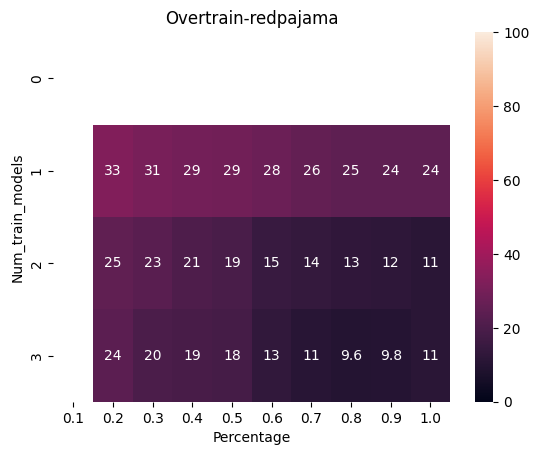 Overtrain-redpajama
Num_train_models
0
1
2
3
33 31 29 29 28 26 25 24 24
25 23 21 19 15 14 13 12 11
24 20 19 18 13 11 9.6 9.8 11
0.1 0.2 0.3 0.4 0.5 0.6 0.7 0.8 0.9 1.0
Percentage
100
80
60
40
20
0